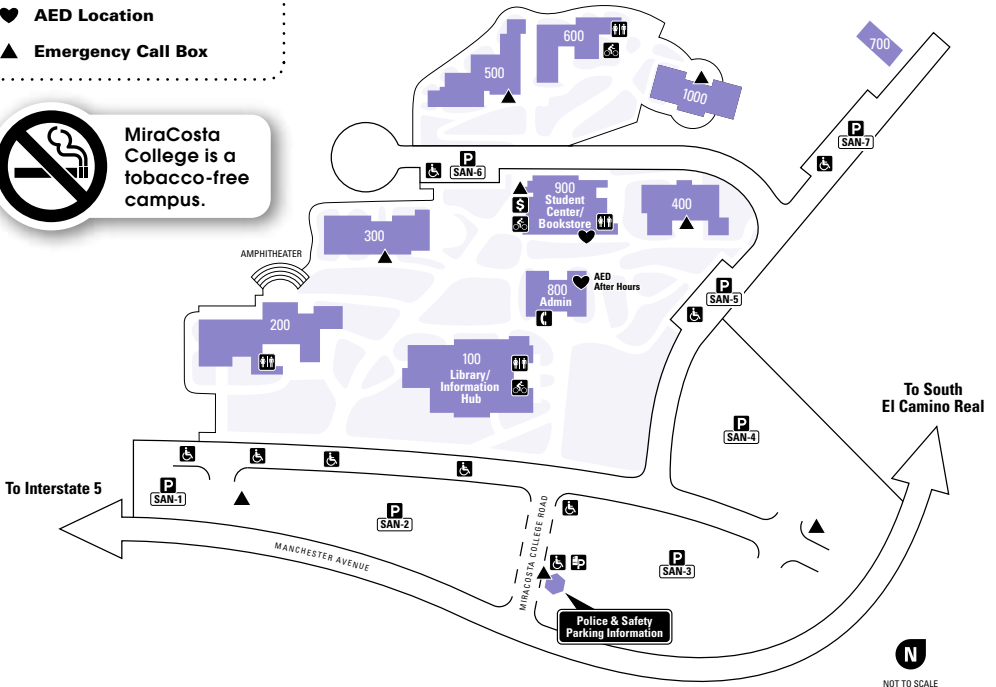 AED Location
Emergency Call Box
MiraCosta
College is a
tobacco-free
campus.
600
700
500
1000
P
SAN-7
P
SAN-6
900
Student
Center/
Bookstore
$
400
300
AMPHITHEATER
AED
After Hours
800
Admin
P
SAN-5
200
100
Library/
Information
Hub
To South
El Camino Real
P
SAN-4
To Interstate 5
P
SAN-1
P
SAN-2
MANCHESTER AVENUE
MIRACOSTA COLLEGE ROAD
P
SAN-3
Police & Safety
Parking Information
N
NOT TO SCALE